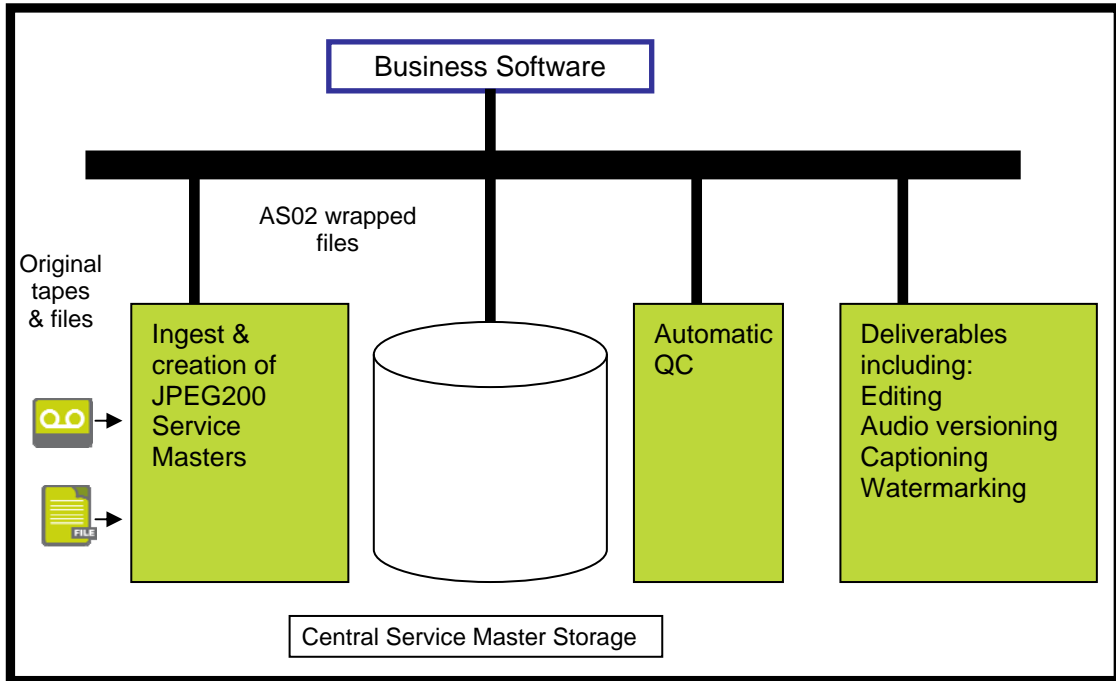 Business Software
AS02 wrapped
files
Original
tapes
& files
Ingest &
creation of
JPEG200
Service
Masters
Automatic
QC
Deliverables
including:
Editing
Audio versioning
Captioning
Watermarking
FILE
Central Service Master Storage